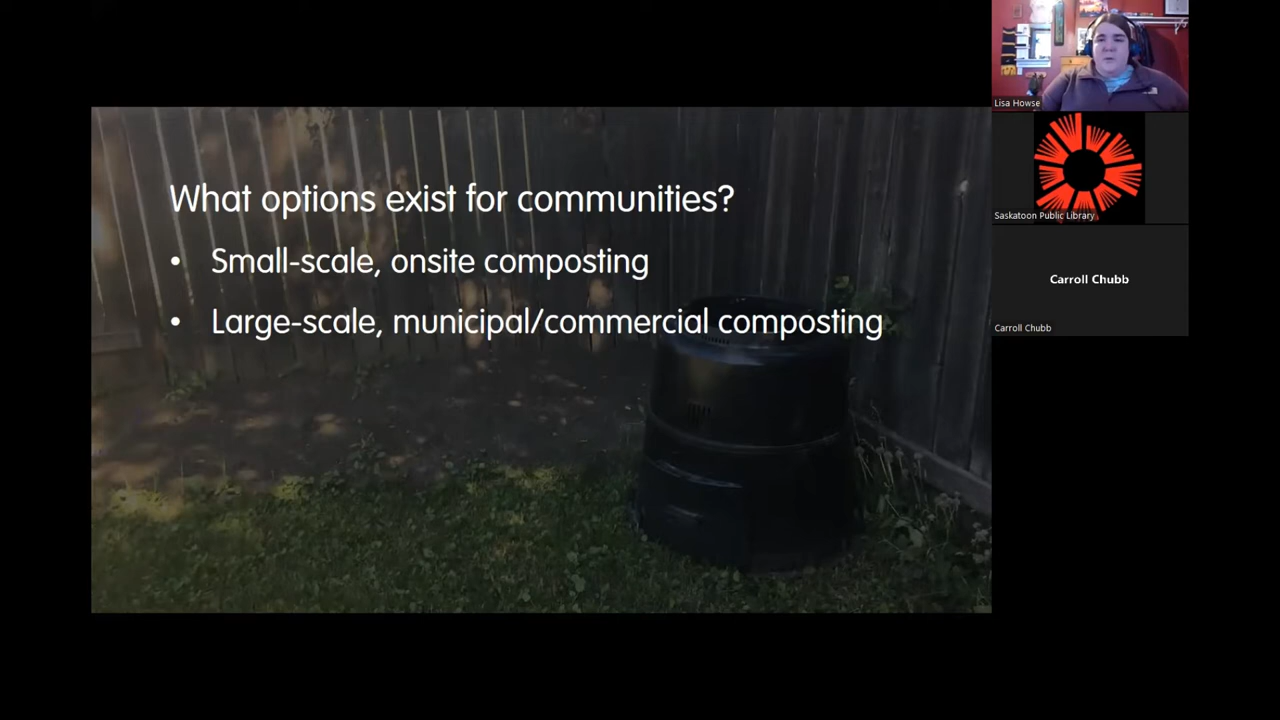 What options exist for communities?
• Small-scale, onsite composting
• Large-scale, municipal/commercial composting
Lisa Howse
Saskatoon Public Library
Carroll Chubb
Carroll Chubb